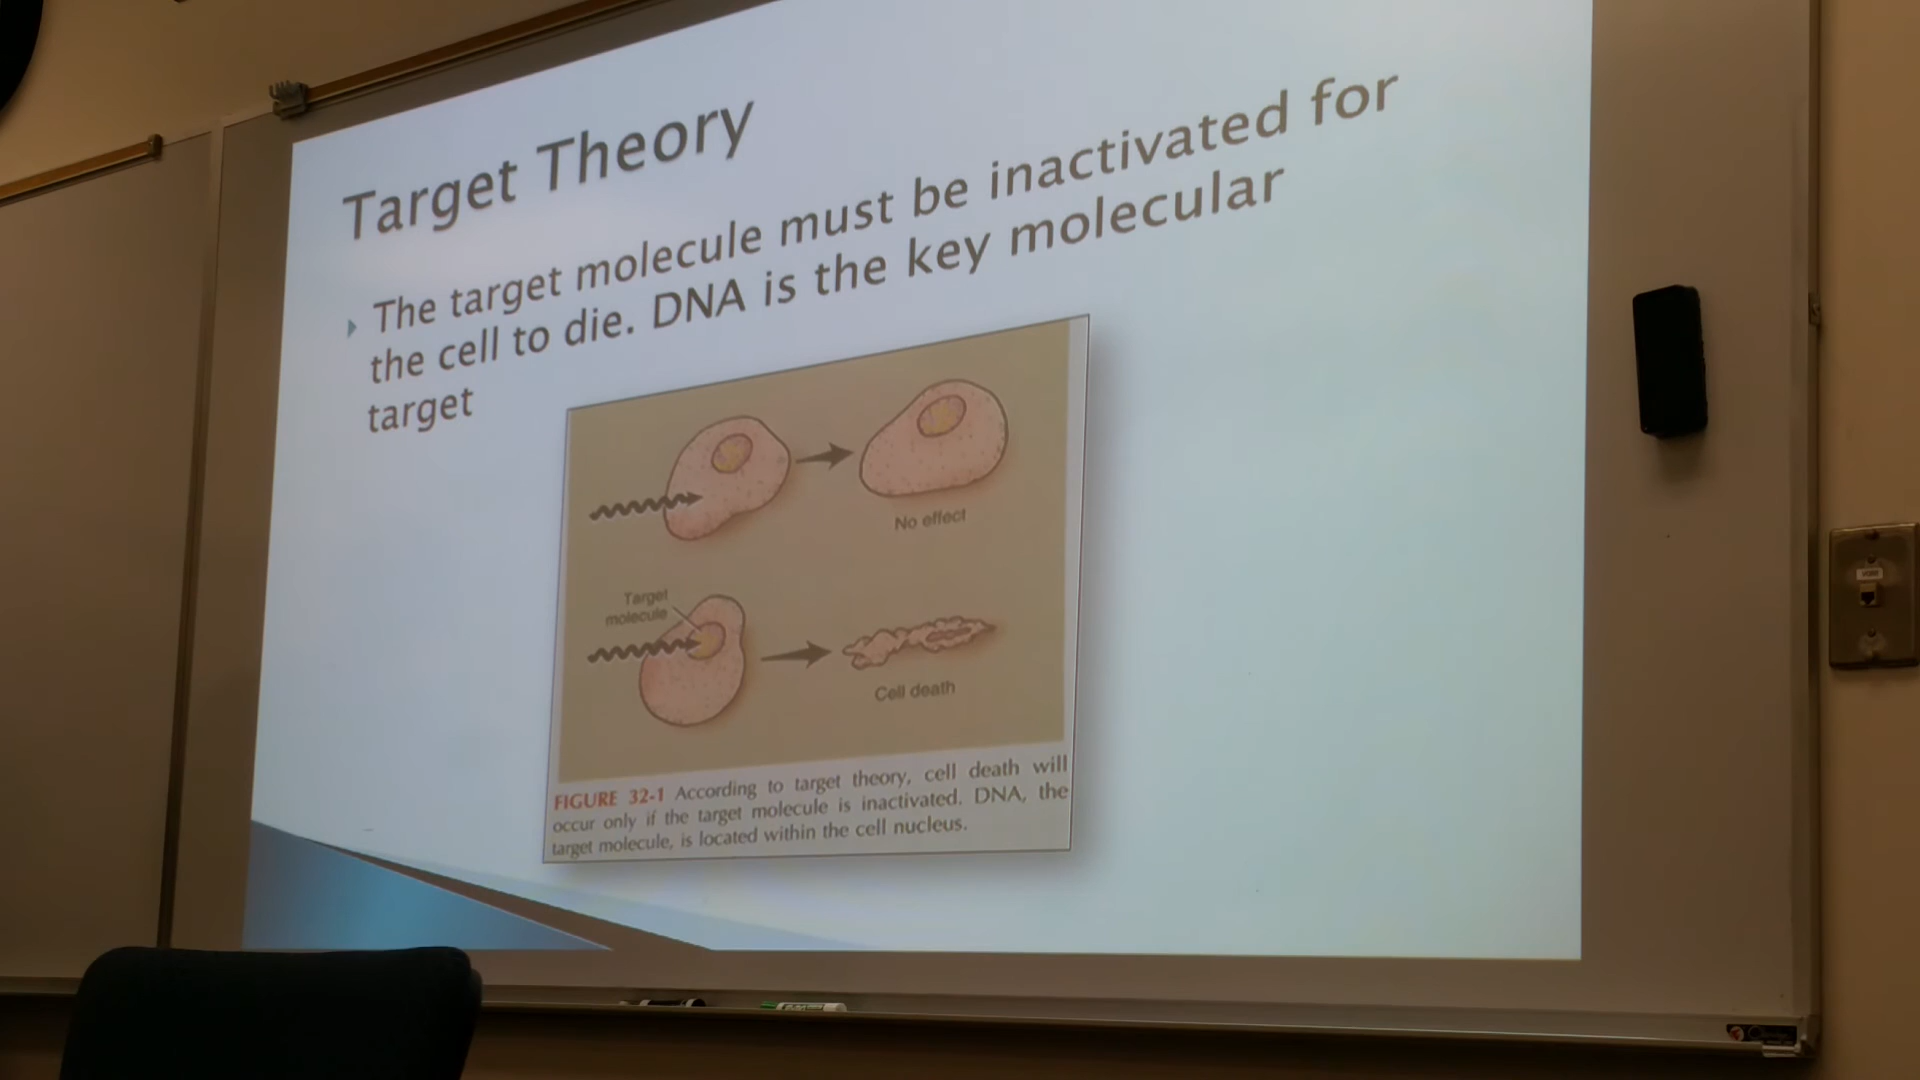 Target Theory
The target molecule must be inactivated for
the cell to die. DNA is the key molecular
target
No effect
Target
molecule
Cell death
FIGURE 32-1 According to target theory, cell death will
occur only if the target molecule is inactivated. DNA, the
target molecule, is located within the cell nucleus.